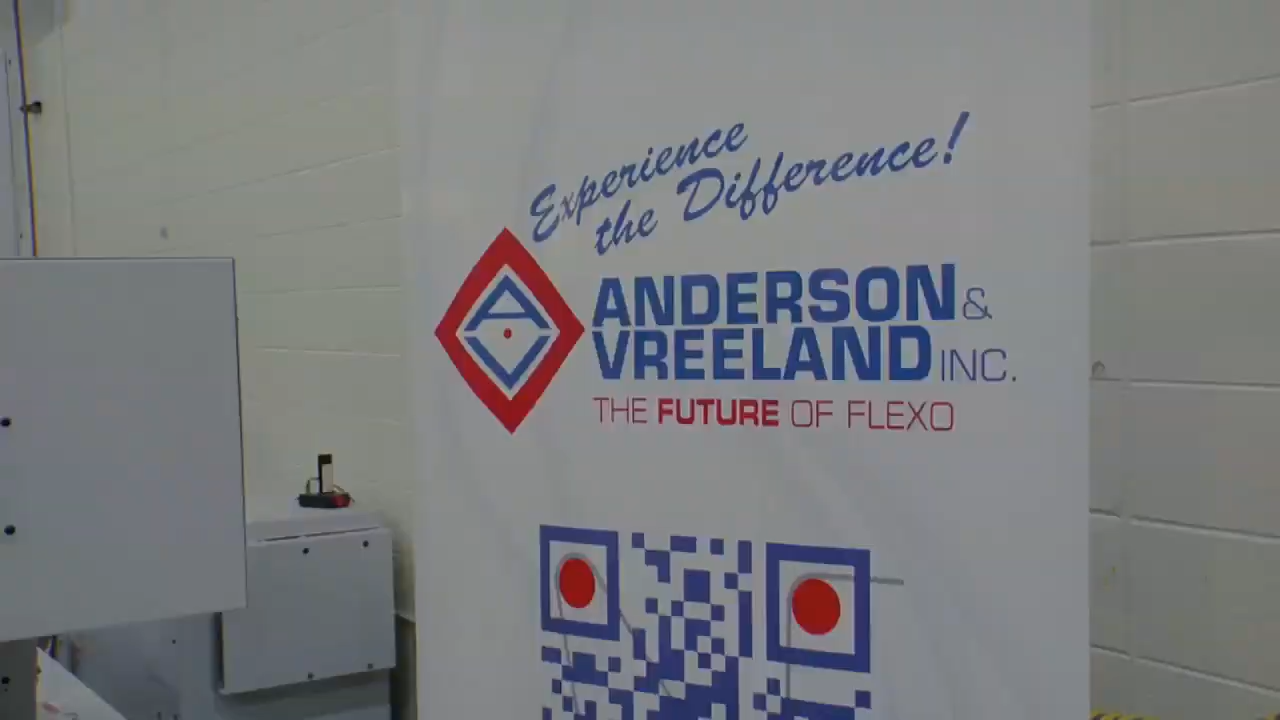 Experience
the Difference!
ANDERSON &
VREELAND INC.
THE FUTURE OF FLEXO